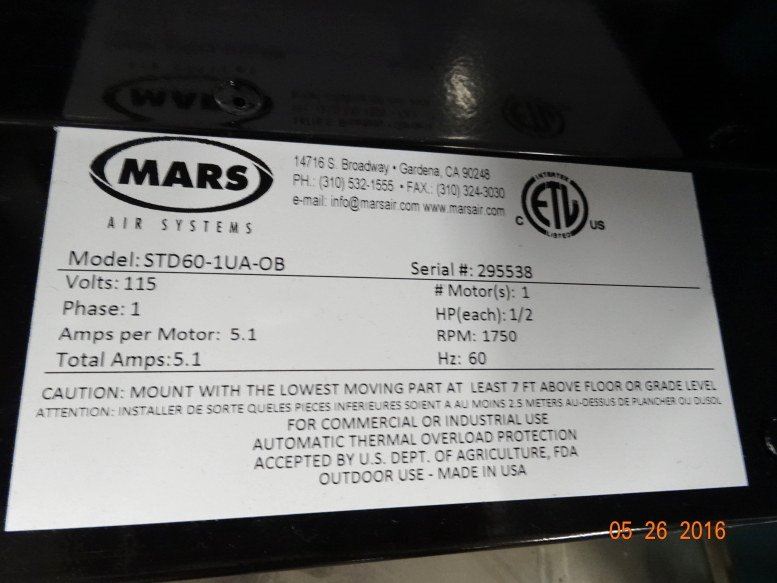 MARS
AIR SYSTEMS
14716 S. Broadway • Gardena, CA 90248
PH.: (310) 532-1555 • FAX.: (310) 324-3030
e-mail: info@marsair.com www.marsair.com
INTERTEK
ETL
LISTED
C US
Model: STD60-1UA-OB
Serial #: 295538
Volts: 115
# Motor(s): 1
Phase: 1
HP(each): 1/2
Amps per Motor: 5.1
RPM: 1750
Total Amps:5.1
Hz: 60
CAUTION: MOUNT WITH THE LOWEST MOVING PART AT LEAST 7 FT ABOVE FLOOR OR GRADE LEVEL
ATTENTION: INSTALLER DE SORTE QUELES PIECES INFERIEURES SOIENT A AU MOINS 2.5 METERS AU-DESSUS DE PLANCHER OU DUSOL
FOR COMMERCIAL OR INDUSTRIAL USE
AUTOMATIC THERMAL OVERLOAD PROTECTION
ACCEPTED BY U.S. DEPT. OF AGRICULTURE, FDA
OUTDOOR USE - MADE IN USA
05 26 2016